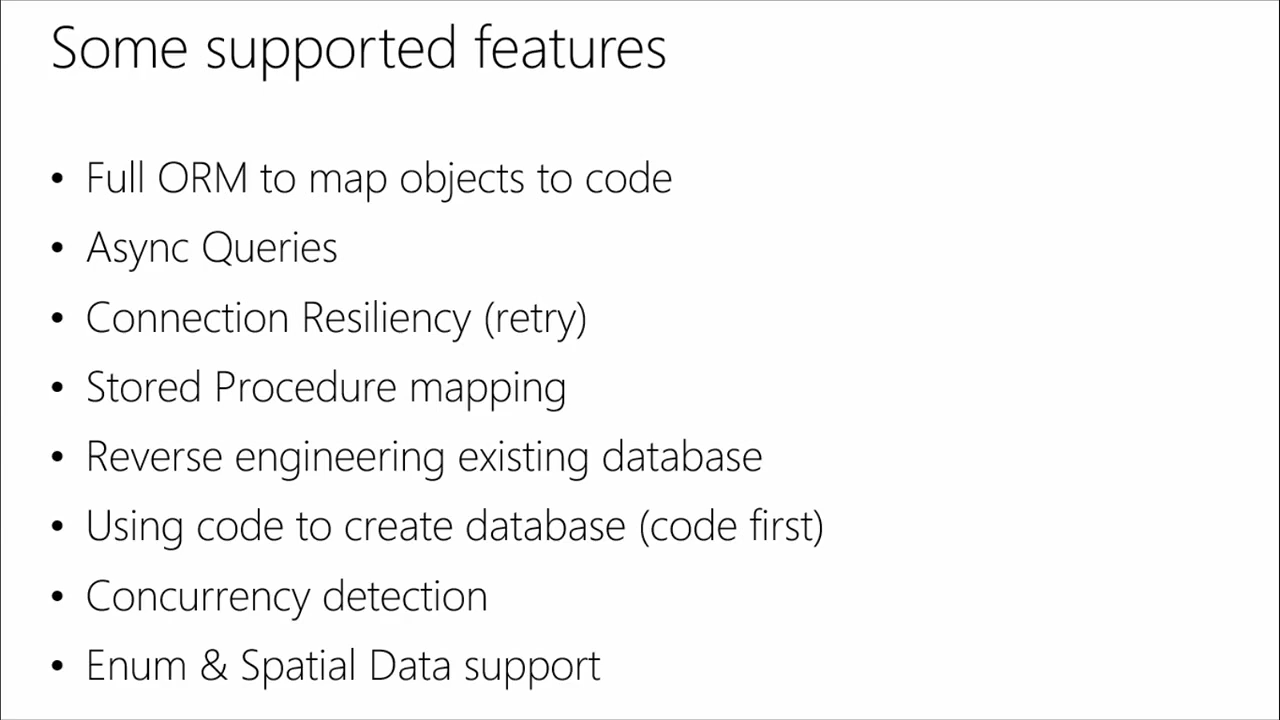 Some supported features
• Full ORM to map objects to code
• Async Queries
• Connection Resiliency (retry)
• Stored Procedure mapping
• Reverse engineering existing database
• Using code to create database (code first)
• Concurrency detection
• Enum & Spatial Data support